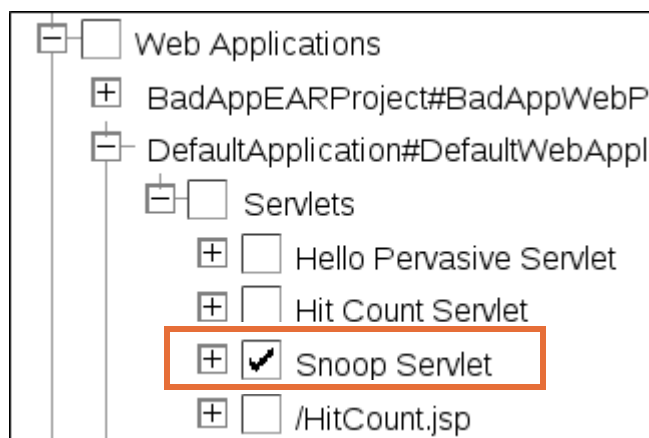 Web Applications
BadAppEARProject#BadAppWebP
DefaultApplication#DefaultWebAppl
Servlets
Hello Pervasive Servlet
Hit Count Servlet
Snoop Servlet
/HitCount.jsp